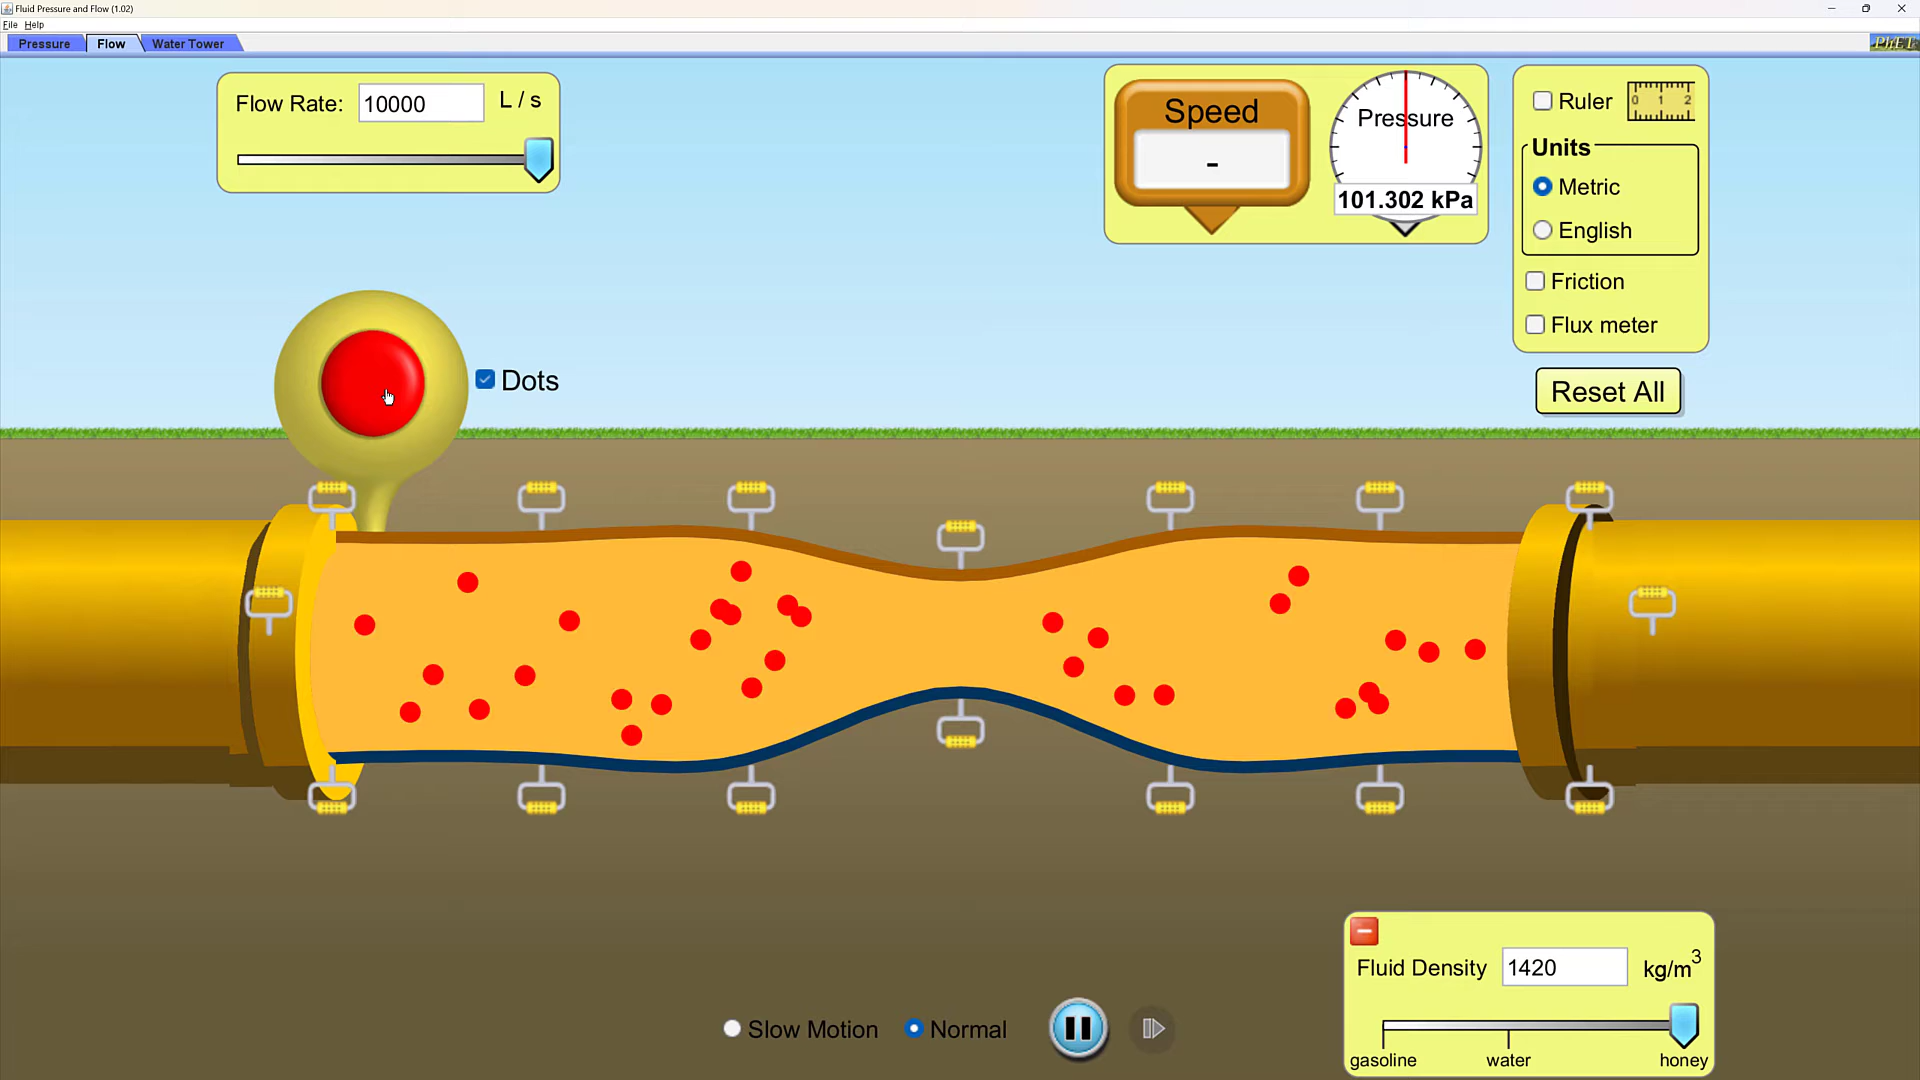 Fluid Pressure and Flow (1.02)
File Help
Pressure Flow Water Tower
PhET
Flow Rate: 10000 L / s
Speed
-
Pressure
101.302 kPa
Ruler
0 1 2
Units
Metric
English
Friction
Flux meter
Reset All
Dots
Fluid Density 1420 kg/m³
gasoline water honey
Slow Motion Normal